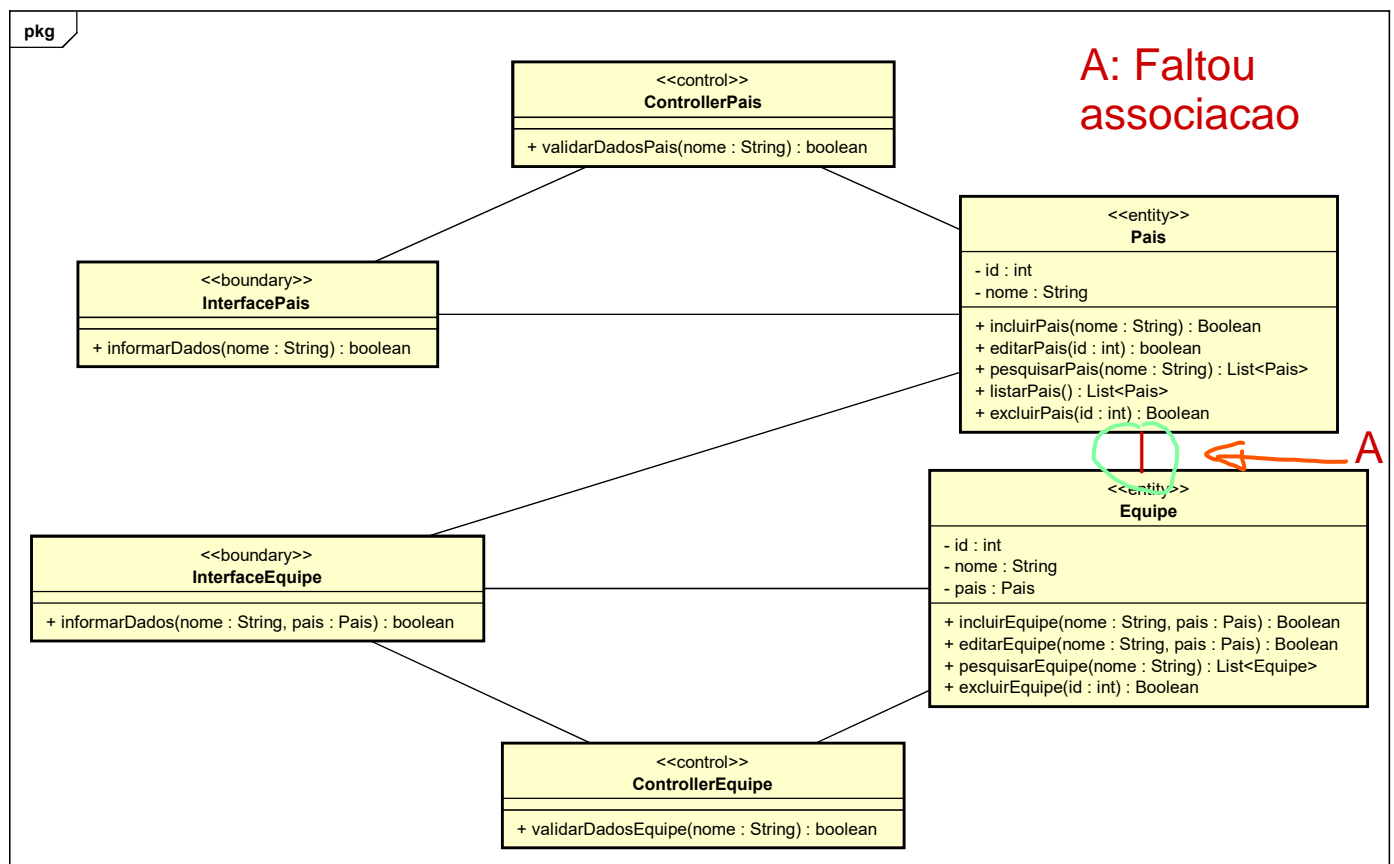 pkg
A: Faltou
associacao
<<control>>
ControllerPais
+ validarDadosPais(nome : String) : boolean
<<entity>>
Pais
- id : int
- nome : String
+ incluirPais(nome : String) : Boolean
+ editarPais(id : int) : boolean
+ pesquisarPais(nome : String) : List<Pais>
+ listarPais() : List<Pais>
+ excluirPais(id : int) : Boolean
<<boundary>>
InterfacePais
+ informarDados(nome : String) : boolean
A
<<entity>>
Equipe
- id : int
- nome : String
- pais : Pais
+ incluirEquipe(nome : String, pais : Pais) : Boolean
+ editarEquipe(nome : String, pais : Pais) : Boolean
+ pesquisarEquipe(nome : String) : List<Equipe>
+ excluirEquipe(id : int) : Boolean
<<boundary>>
InterfaceEquipe
+ informarDados(nome : String, pais : Pais) : boolean
<<control>>
ControllerEquipe
+ validarDadosEquipe(nome : String) : boolean